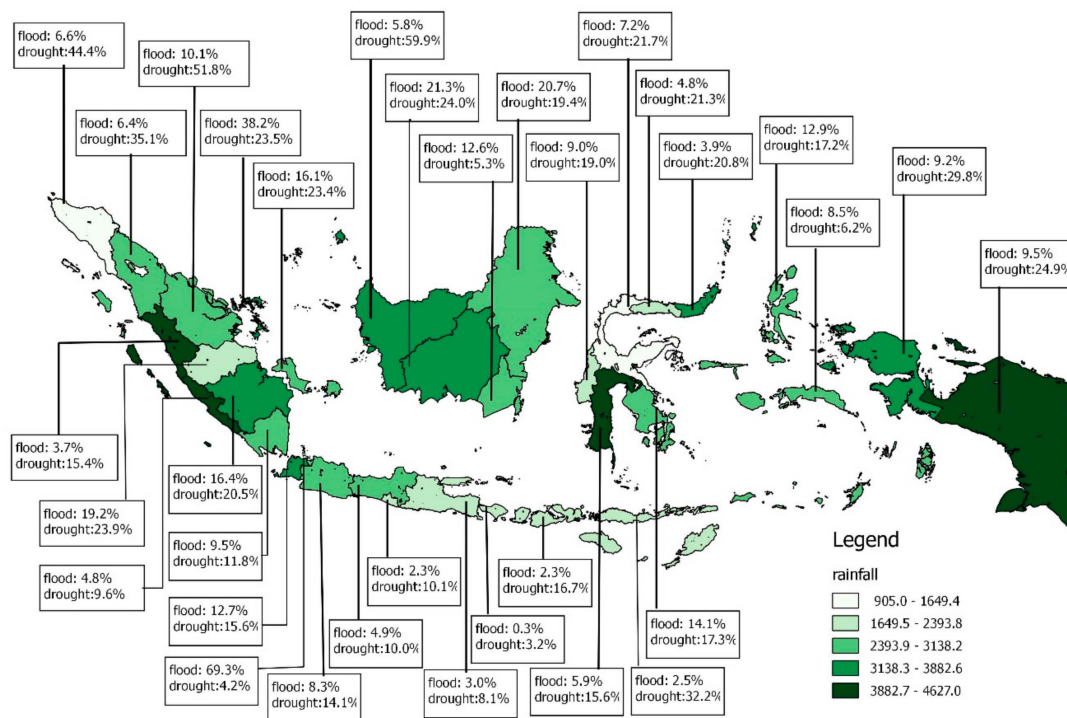 flood: 6.6%
drought:44.4%
flood: 10.1%
drought:51.8%
flood: 5.8%
drought:59.9%
flood: 7.2%
drought:21.7%
flood: 6.4%
drought:35.1%
flood: 38.2%
drought:23.5%
flood: 21.3%
drought:24.0%
flood: 20.7%
drought:19.4%
flood: 4.8%
drought:21.3%
flood: 16.1%
drought:23.4%
flood: 12.6%
drought:5.3%
flood: 9.0%
drought:19.0%
flood: 3.9%
drought:20.8%
flood: 12.9%
drought:17.2%
flood: 9.2%
drought:29.8%
flood: 8.5%
drought:6.2%
flood: 9.5%
drought:24.9%
flood: 3.7%
drought:15.4%
flood: 16.4%
drought:20.5%
flood: 19.2%
drought:23.9%
flood: 9.5%
drought:11.8%
flood: 4.8%
drought:9.6%
flood: 2.3%
drought:10.1%
flood: 2.3%
drought:16.7%
flood: 12.7%
drought:15.6%
flood: 4.9%
drought:10.0%
flood: 0.3%
drought:3.2%
flood: 14.1%
drought:17.3%
flood: 69.3%
drought:4.2%
flood: 8.3%
drought:14.1%
flood: 3.0%
drought:8.1%
flood: 5.9%
drought:15.6%
flood: 2.5%
drought:32.2%
Legend
rainfall
905.0 - 1649.4
1649.5 - 2393.8
2393.9 - 3138.2
3138.3 - 3882.6
3882.7 - 4627.0